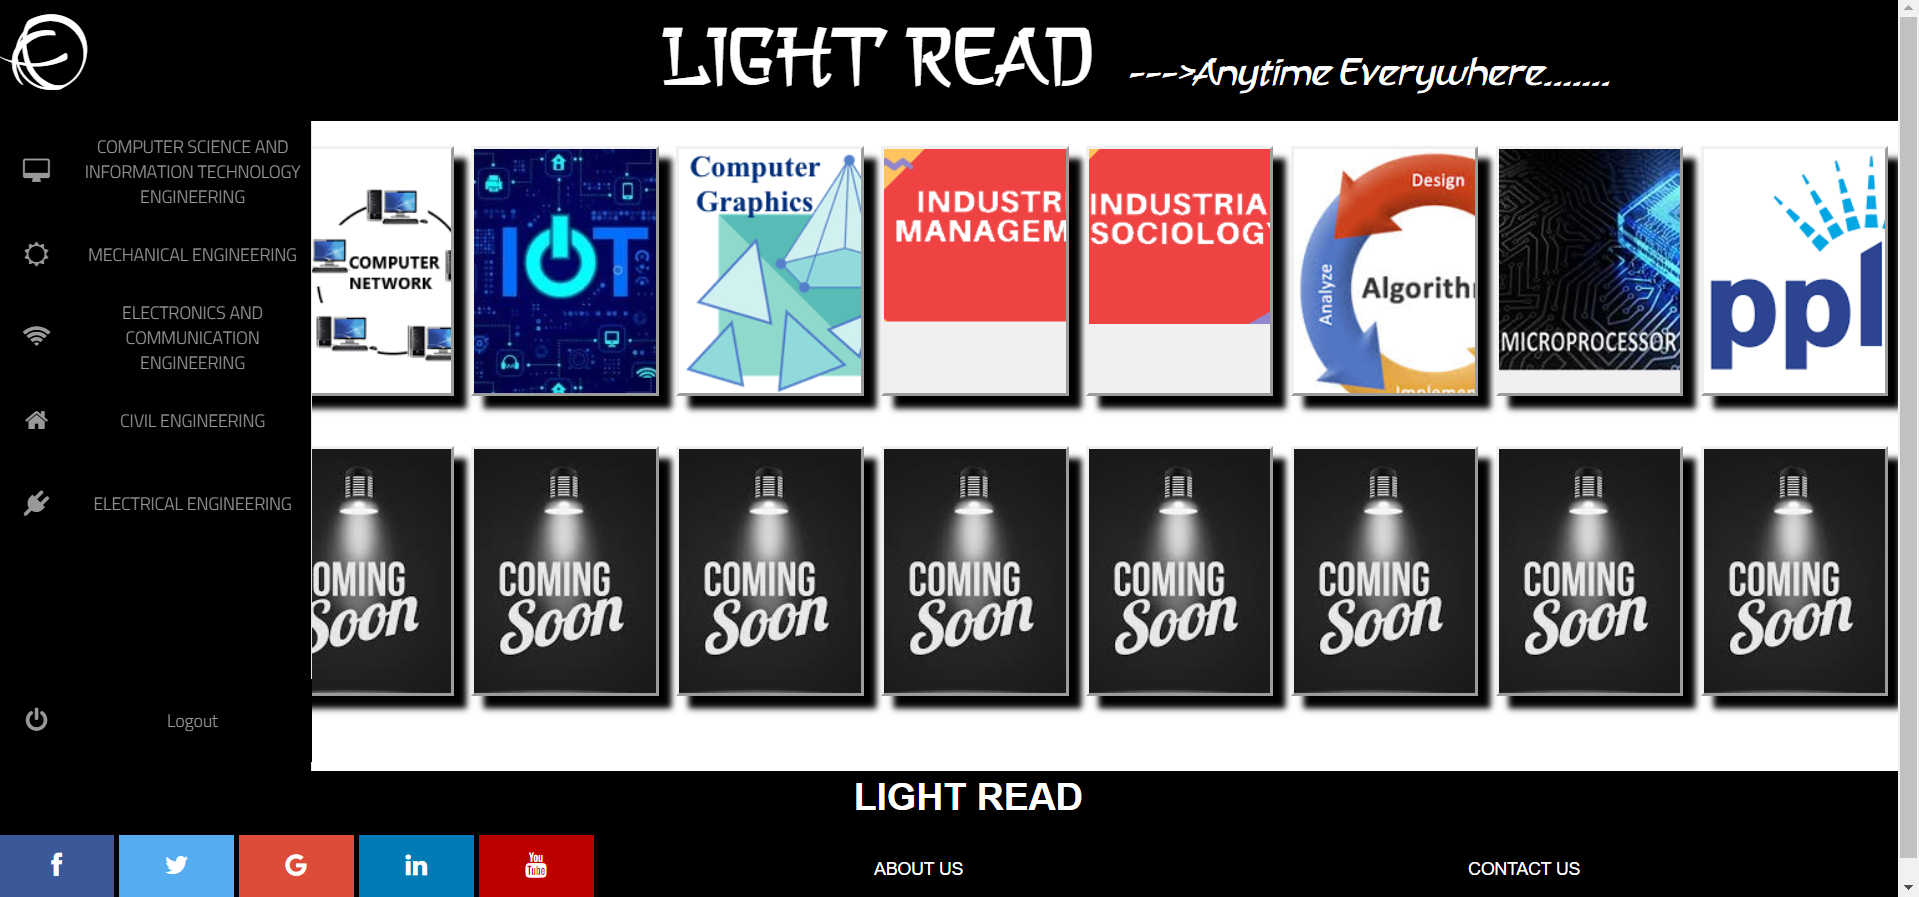 LIGHT READ
--->Anytime Everywhere.......
COMPUTER SCIENCE AND
INFORMATION TECHNOLOGY
ENGINEERING
MECHANICAL ENGINEERING
ELECTRONICS AND
COMMUNICATION
ENGINEERING
CIVIL ENGINEERING
ELECTRICAL ENGINEERING
Logout
COMPUTER
NETWORK
IOT
Computer
Graphics
INDUSTR
MANAGEM
INDUSTRIA
SOCIOLOGY
Design
Analyze
Algorith
Implemen
MICROPROCESSOR
ppl
OMING
Soon
COMING
Soon
COMING
Soon
COMING
Soon
COMING
Soon
COMING
Soon
COMING
Soon
COMING
Soon
LIGHT READ
f
G
in
You
Tube
ABOUT US
CONTACT US